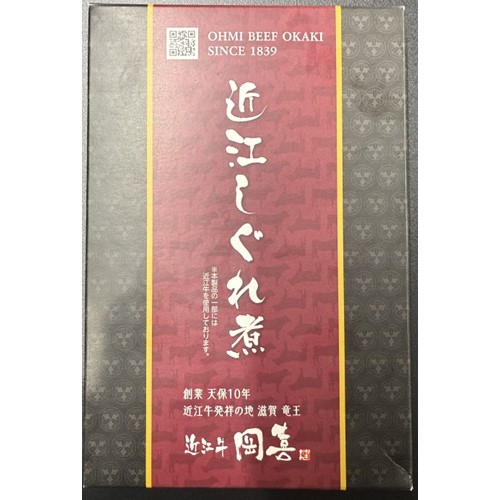 OHMI BEEF OKAKI
SINCE 1839
近江しぐれ煮
※本製品の一部には
近江牛を使用しております。
創業 天保10年
近江牛発祥の地 滋賀 竜王
近江牛 岡喜